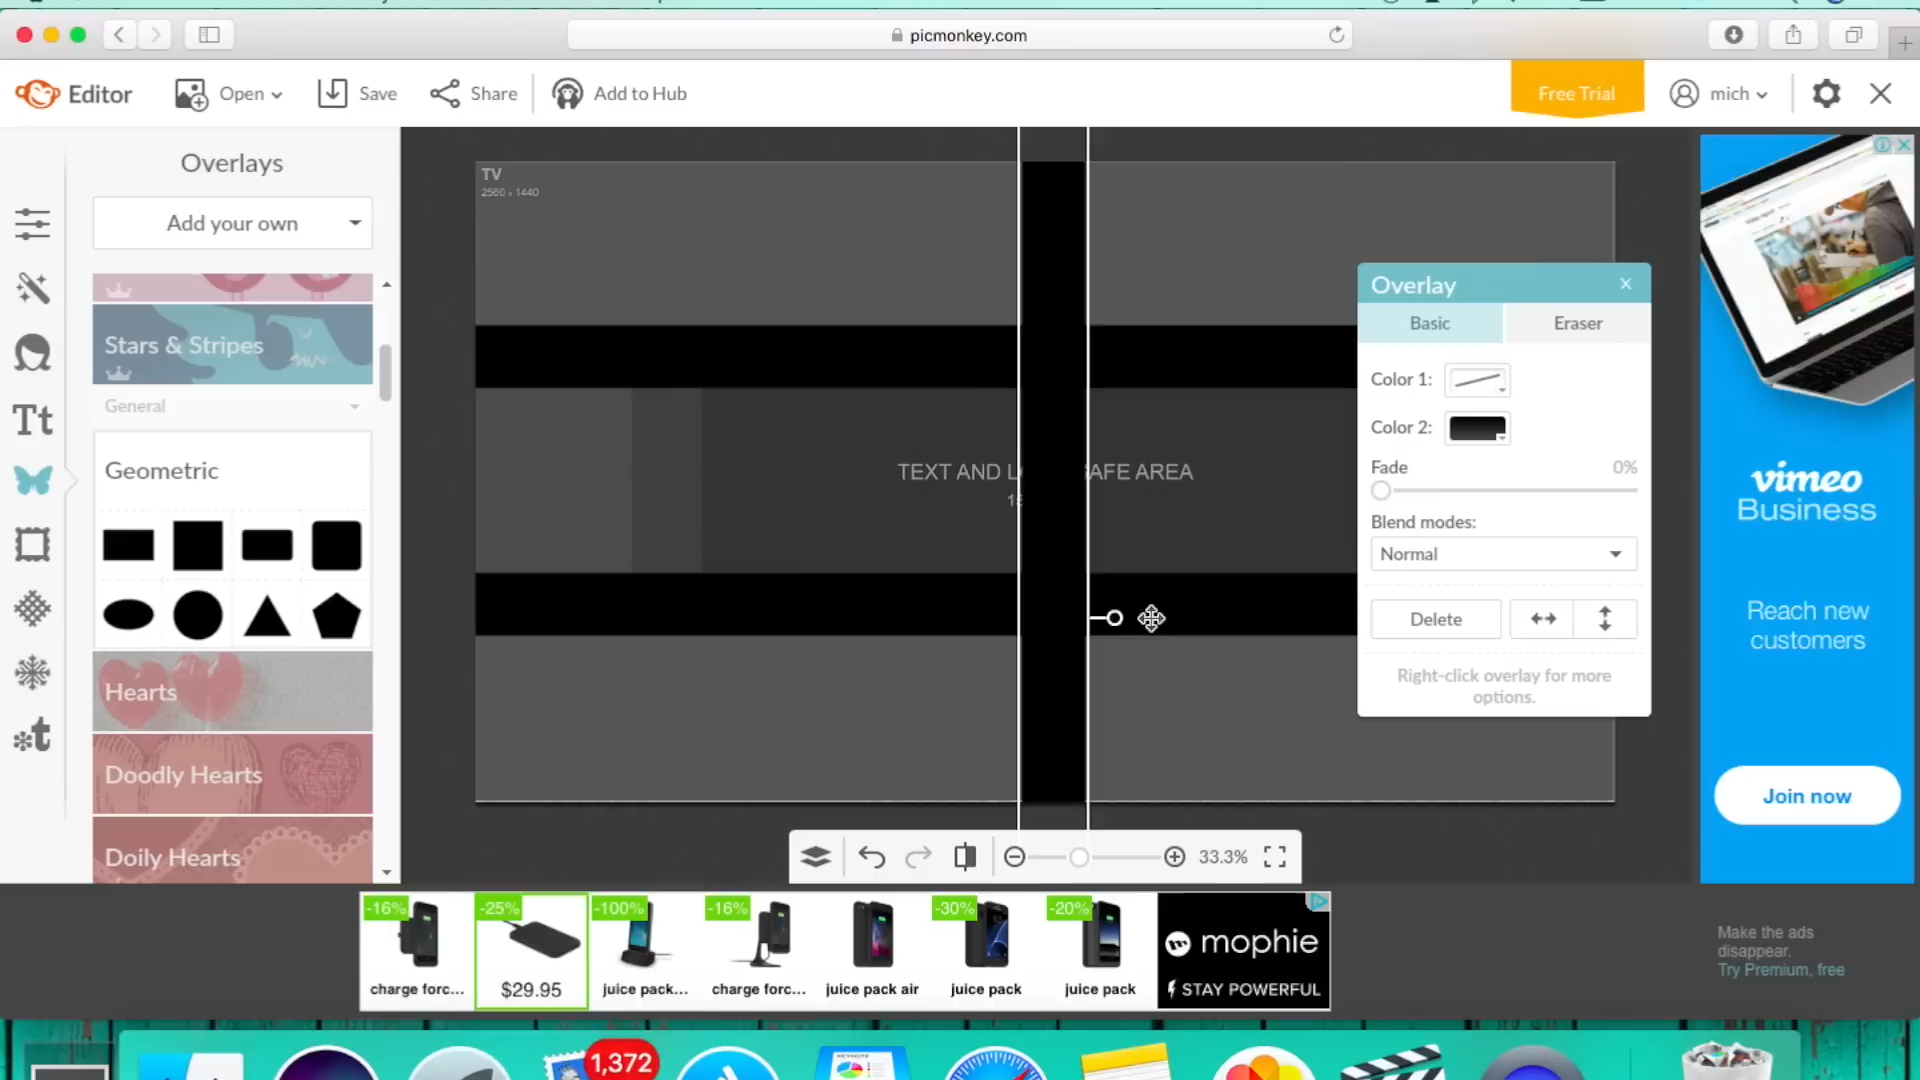 picmonkey.com
Editor
Open
Save
Share
Add to Hub
Free Trial
mich
Overlays
Add your own
Stars & Stripes
General
Geometric
Hearts
Doodly Hearts
Doily Hearts
Tt
t
TV
2560 x 1440
TEXT AND L
AFE AREA
Overlay
Basic
Eraser
Color 1:
Color 2:
Fade
0%
Blend modes:
Normal
Delete
Right-click overlay for more
options.
33.3%
vimeo
Business
Reach new
customers
Join now
-16%
-25%
-100%
-16%
-30%
-20%
charge forc...
$29.95
juice pack...
charge forc...
juice pack air
juice pack
juice pack
mophie
STAY POWERFUL
Make the ads
disappear.
Try Premium, free
1,372